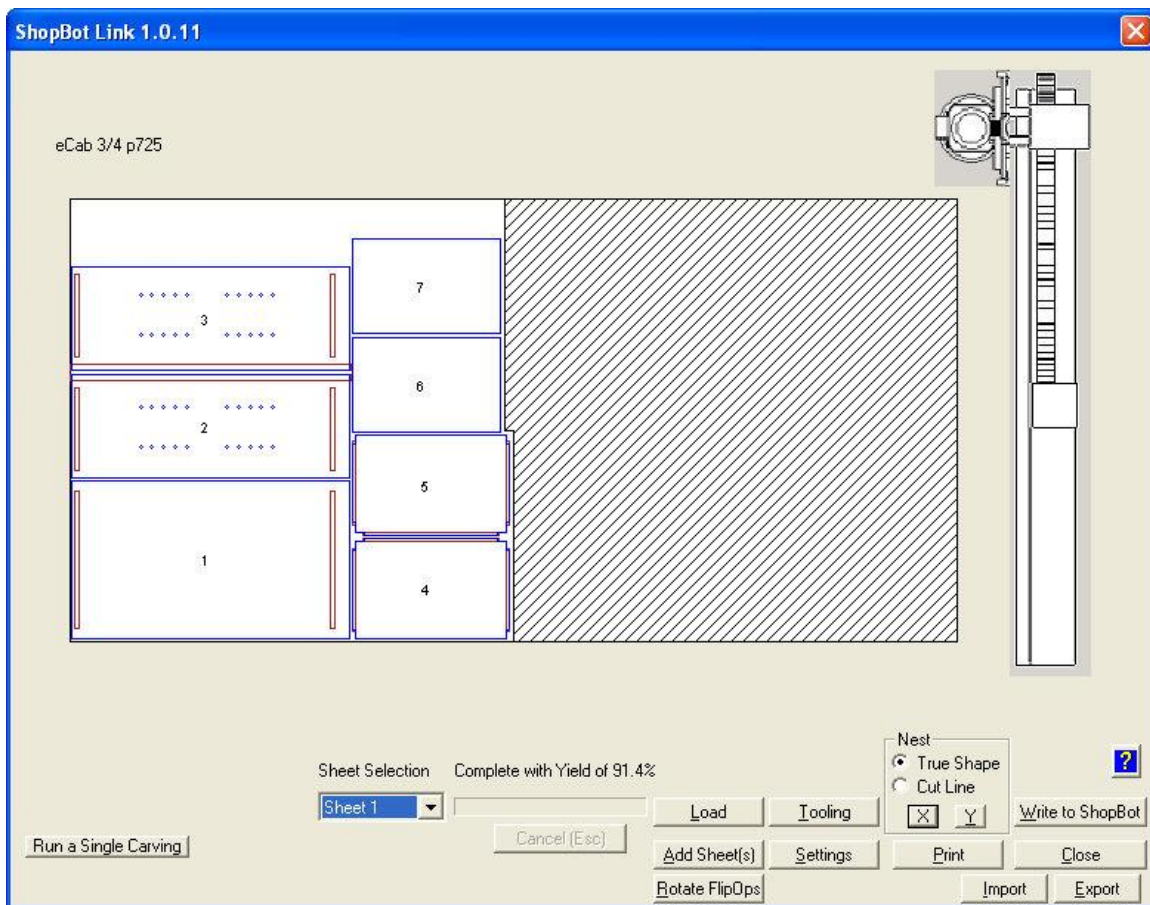 ShopBot Link 1.0.11
eCab 3/4 p725
7
3
6
2
5
1
4
Nest
True Shape
Cut Line
X Y
Sheet Selection Complete with Yield of 91.4%
?
Sheet 1
Load Tooling Write to ShopBot
Cancel (Esc)
Run a Single Carving
Add Sheet(s) Settings Print Close
Rotate FlipOps Import Export